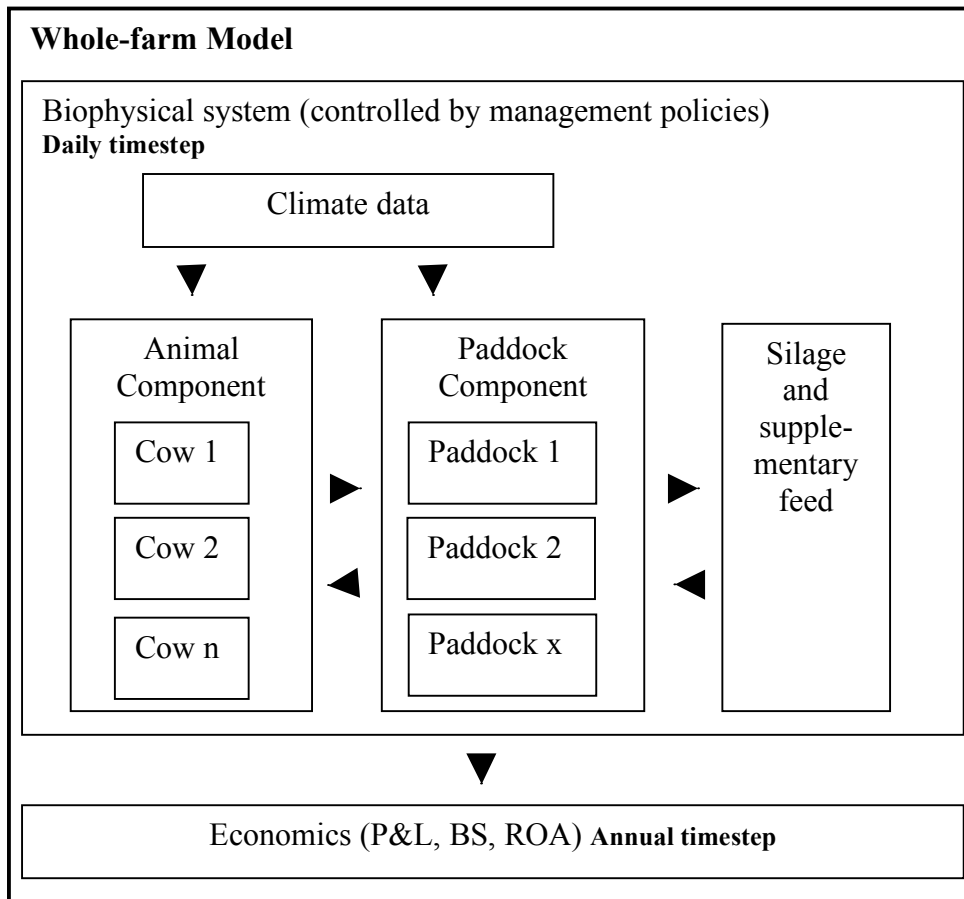 Whole-farm Model
Biophysical system (controlled by management policies)
Daily timestep
Climate data
Animal
Component
Cow 1
Cow 2
Cow n
Paddock
Component
Paddock 1
Paddock 2
Paddock x
Silage
and
supple-
mentary
feed
Economics (P&L, BS, ROA) Annual timestep